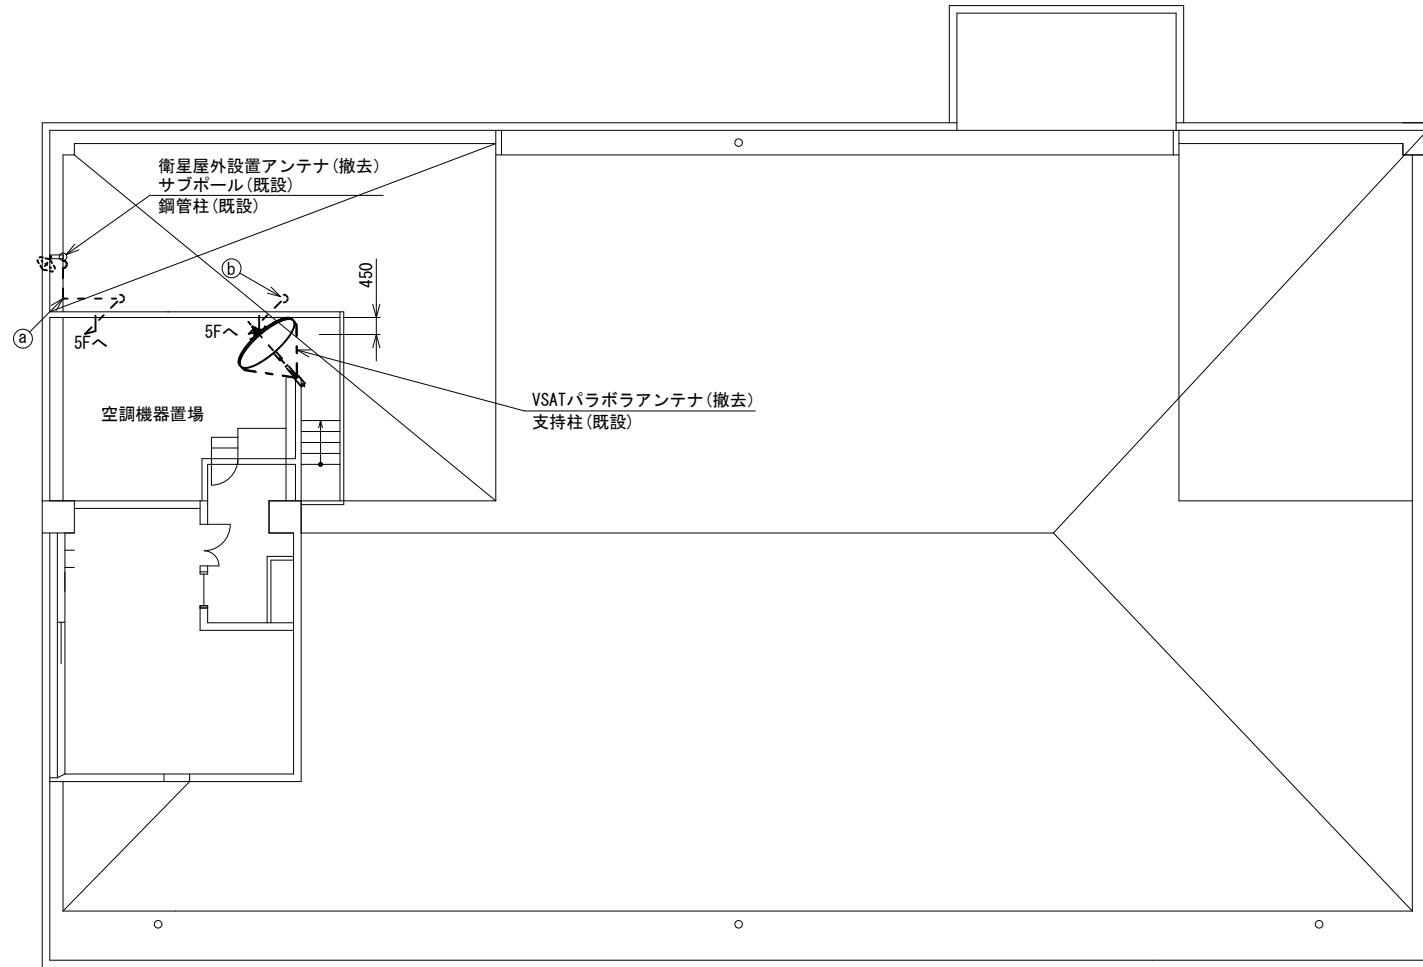 衛星屋外設置アンテナ(撤去)
サブポール(既設)
鋼管柱(既設)
ⓑ
450
ⓐ
5Fへ
5Fへ
VSATパラボラアンテナ(撤去)
支持柱(既設)
空調機器置場